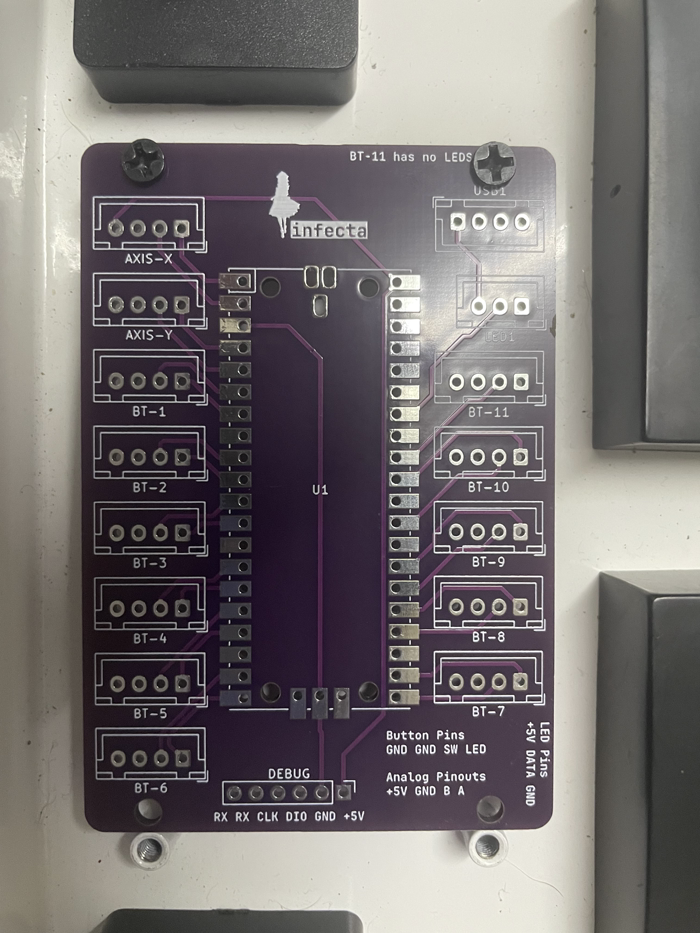 BT-11 has no LEDS
USB1
infecta
AXIS-X
AXIS-Y
LED1
BT-1
BT-11
BT-2
BT-10
U1
BT-3
BT-9
BT-4
BT-8
BT-5
BT-7
Button Pins
GND GND SW LED
LED Pins
+5V DATA GND
BT-6
DEBUG
Analog Pinouts
+5V GND B A
RX RX CLK DIO GND +5V